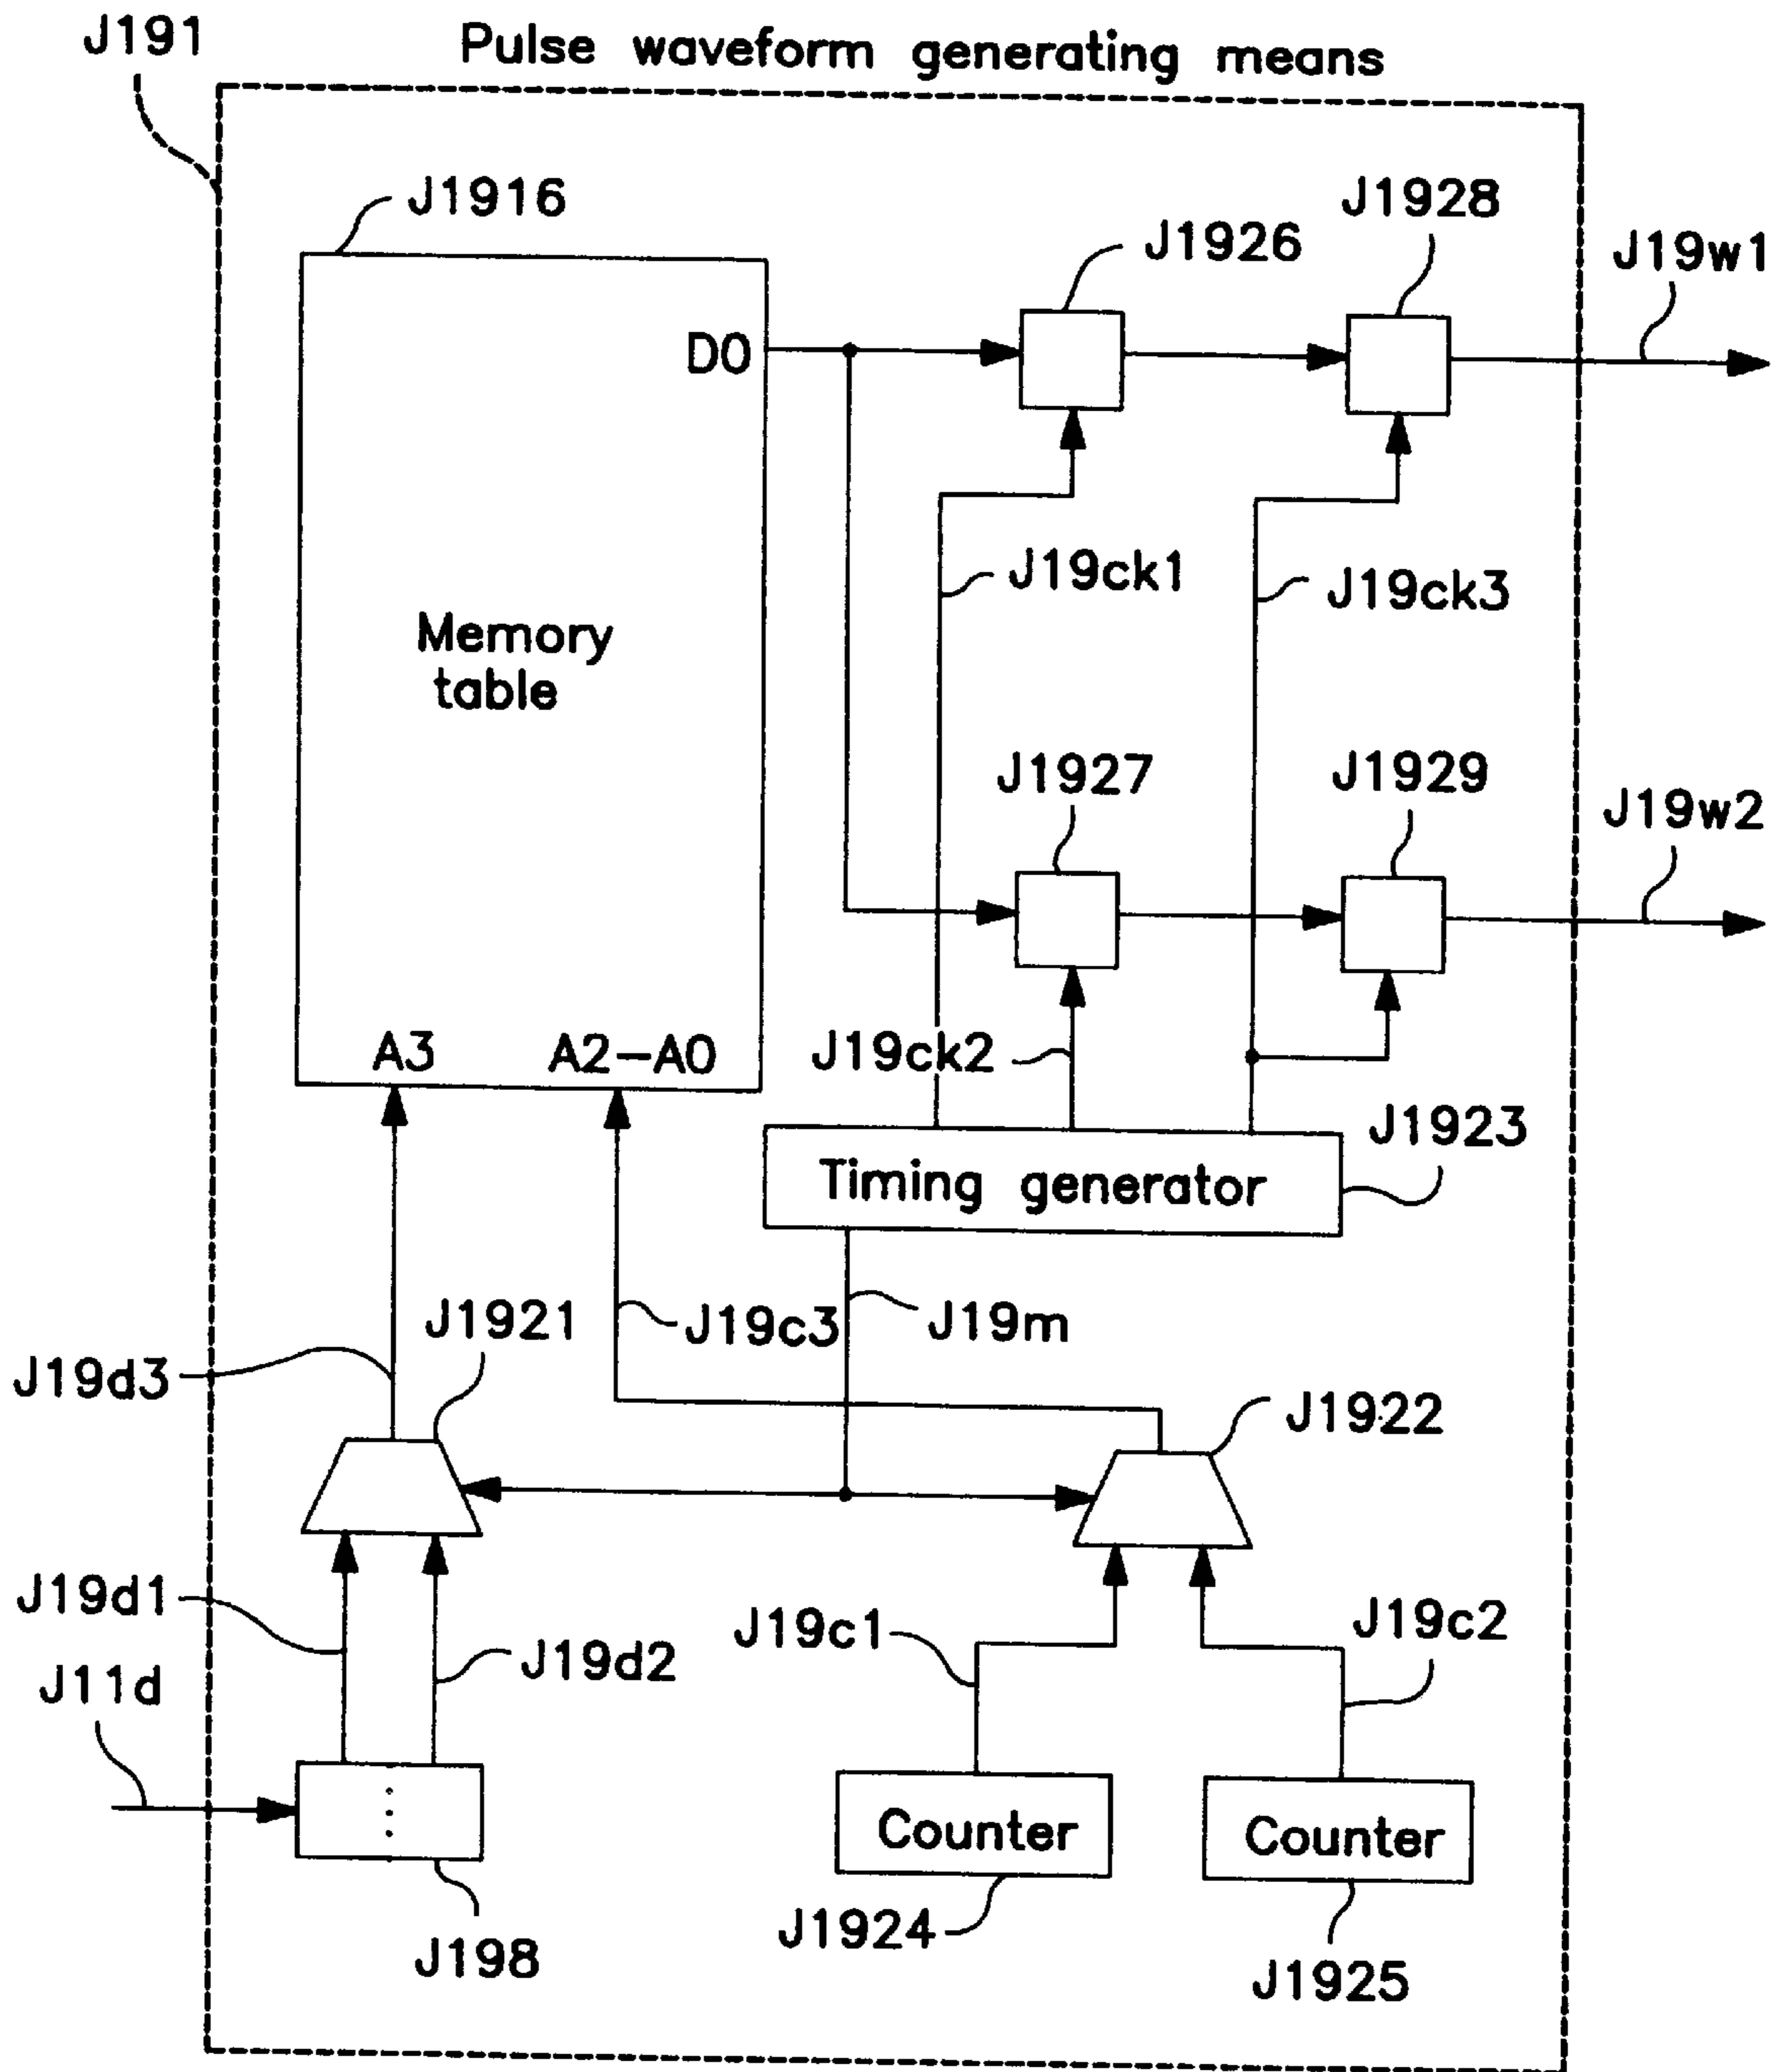 J191
Pulse waveform generating means
J1916
J1926
J1928
J19w1
D0
J19ck1
J19ck3
Memory
table
J1927
J1929
J19w2
A3
A2-A0
J19ck2
J1923
Timing generator
J19d3
J1921
J19c3
J19m
J1922
J19d1
J19d2
J19c1
J19c2
J11d
Counter
Counter
J198
J1924
J1925